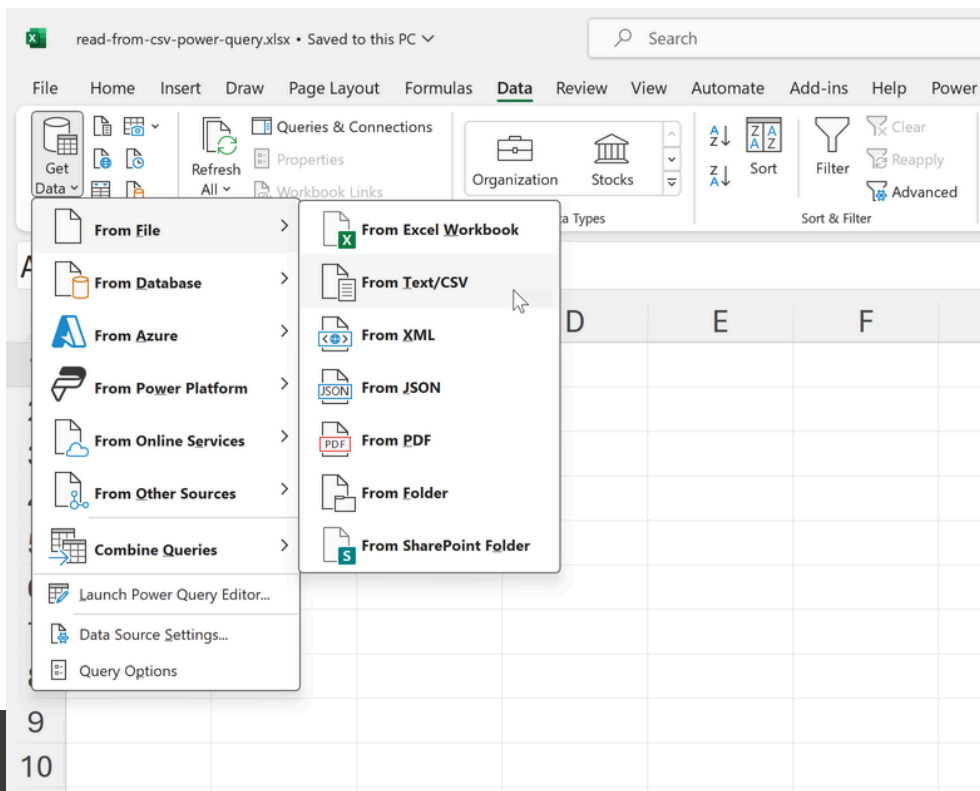 read-from-csv-power-query.xlsx • Saved to this PC
Search
File Home Insert Draw Page Layout Formulas Data Review View Automate Add-ins Help Power
Get Data
Refresh All
Queries & Connections
Properties
Workbook Links
Organization
Stocks
Sort
Filter
Clear
Reapply
Advanced
Types
Sort & Filter
From File
From Database
From Azure
From Power Platform
From Online Services
From Other Sources
Combine Queries
Launch Power Query Editor...
Data Source Settings...
Query Options
From Excel Workbook
From Text/CSV
From XML
JSON
From JSON
PDF
From PDF
From Folder
From SharePoint Folder
D E F
9
10